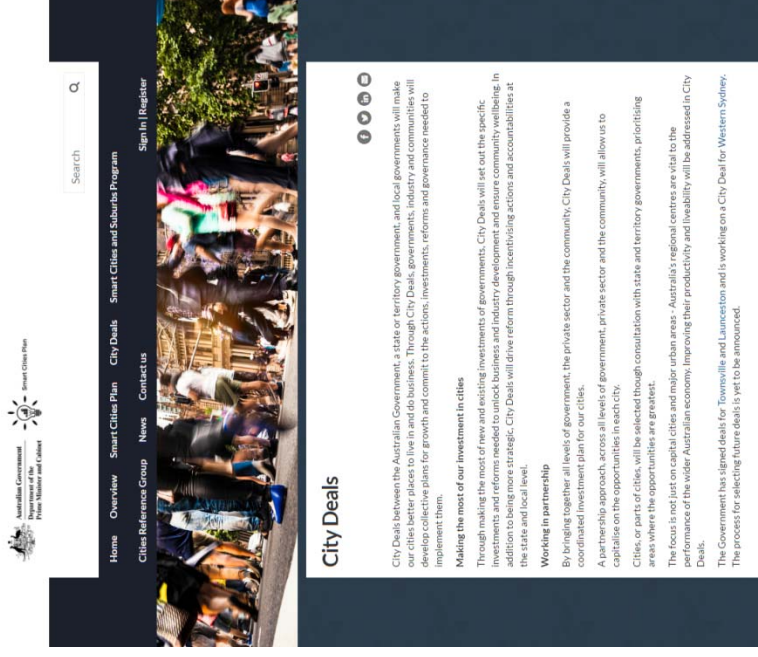 Australian Government
Department of the
Prime Minister and Cabinet
Smart Cities Plan
Search
Home Overview Smart Cities Plan City Deals Smart Cities and Suburbs Program
Cities Reference Group News Contact us Sign In | Register
City Deals
City Deals between the Australian Government, a state or territory government, and local governments will make
our cities better places to live in and do business. Through City Deals, governments, industry and communities will
develop collective plans for growth and commit to the actions, investments, reforms and governance needed to
implement them.
Making the most of our investment in cities
Through making the most of new and existing investments of governments, City Deals will set out the specific
investments and reforms needed to unlock business and industry development and ensure community wellbeing. In
addition to being more strategic, City Deals will drive reform through incentivising actions and accountabilities at
the state and local level.
Working in partnership
By bringing together all levels of government, the private sector and the community, City Deals will provide a
coordinated investment plan for our cities.
A partnership approach, across all levels of government, private sector and the community, will allow us to
capitalise on the opportunities in each city.
Cities, or parts of cities, will be selected though consultation with state and territory governments, prioritising
areas where the opportunities are greatest.
The focus is not just on capital cities and major urban areas - Australia's regional centres are vital to the
performance of the wider Australian economy. Improving their productivity and liveability will be addressed in City
Deals.
The Government has signed deals for Townsville and Launceston and is working on a City Deal for Western Sydney.
The process for selecting future deals is yet to be announced.